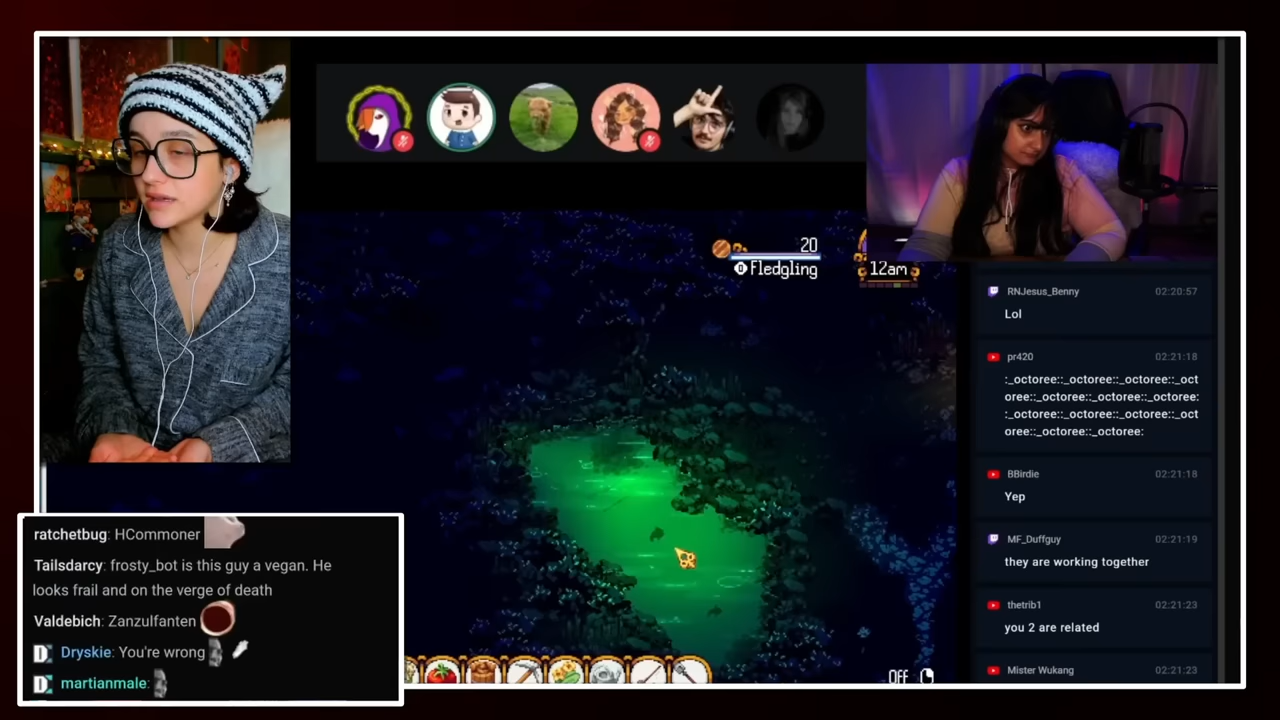 20
Fledgling
12am
RNJesus_Benny 02:20:57
Lol
pr420 02:21:18
:_octoree::_octoree::_octoree::_oct
oree::_octoree::_octoree::_octoree:
:_octoree::_octoree::_octoree::_oct
oree::_octoree::_octoree:
BBirdie 02:21:18
Yep
MF_Duffguy 02:21:19
they are working together
thetrib1 02:21:23
you 2 are related
Mister Wukang 02:21:23
Off
ratchetbug: HCommoner
Tailsdarcy: frosty_bot is this guy a vegan. He
looks frail and on the verge of death
Valdebich: Zanzulfanten
D: Dryskie: You're wrong
D: martianmale: